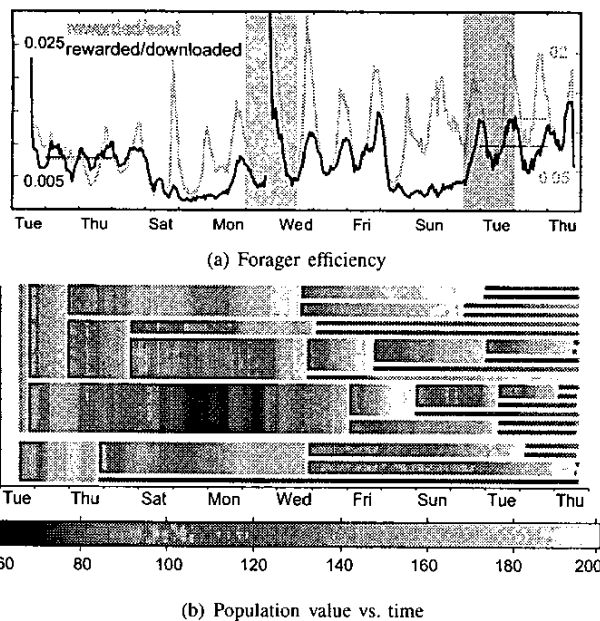 rewarded/sent
0.025 rewarded/downloaded
02
0.005
0.05
Tue Thu Sat Mon Wed Fri Sun Tue Thu
(a) Forager efficiency
Tue Thu Sat Mon Wed Fri Sun Tue Thu
60 80 100 120 140 160 180 200
(b) Population value vs. time